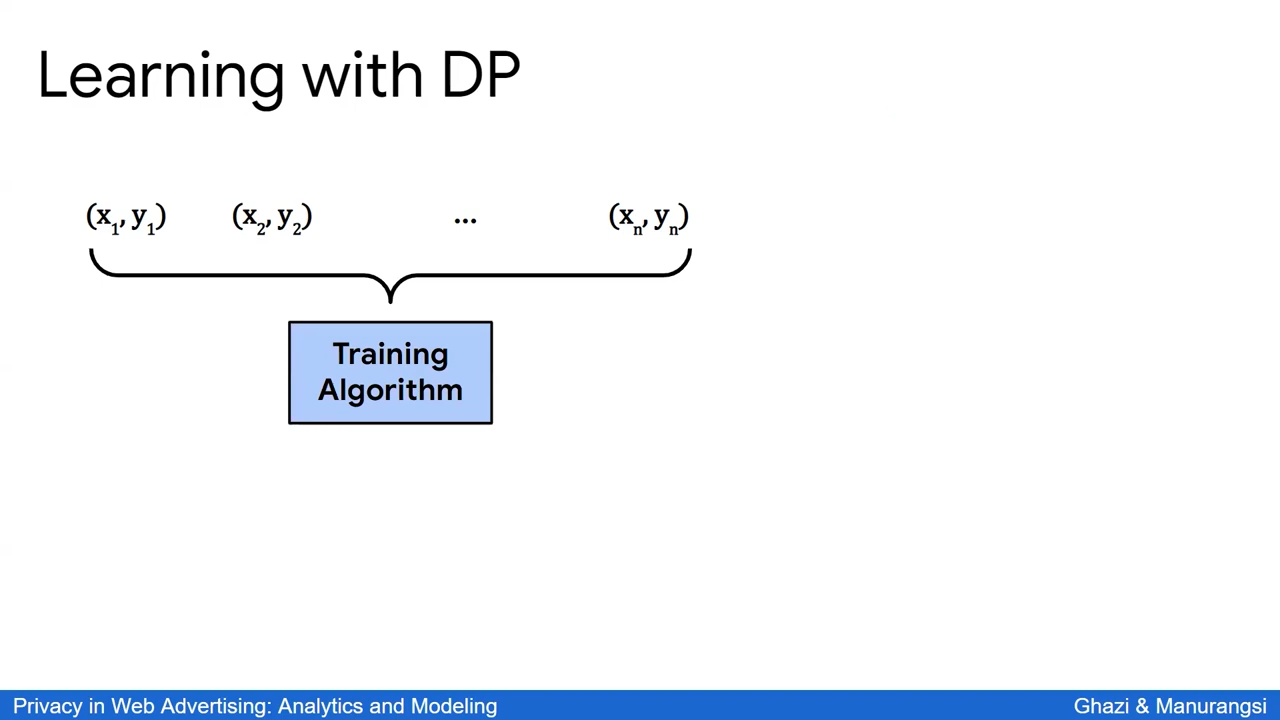 Learning with DP
(x₁, y₁) (x₂, y₂) ... (xₙ, yₙ)
Training
Algorithm
Privacy in Web Advertising: Analytics and Modeling Ghazi & Manurangsi